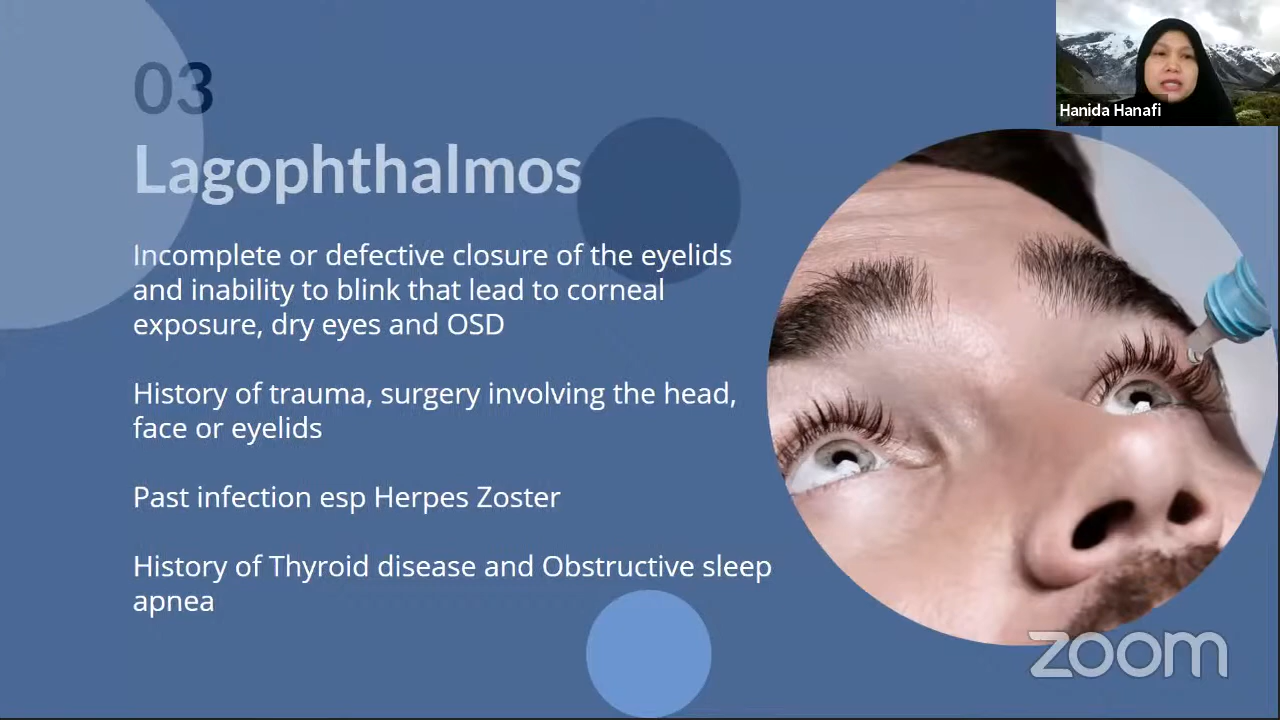 03
Lagophthalmos
Incomplete or defective closure of the eyelids
and inability to blink that lead to corneal
exposure, dry eyes and OSD
History of trauma, surgery involving the head,
face or eyelids
Past infection esp Herpes Zoster
History of Thyroid disease and Obstructive sleep
apnea
Hanida Hanafi
zoom